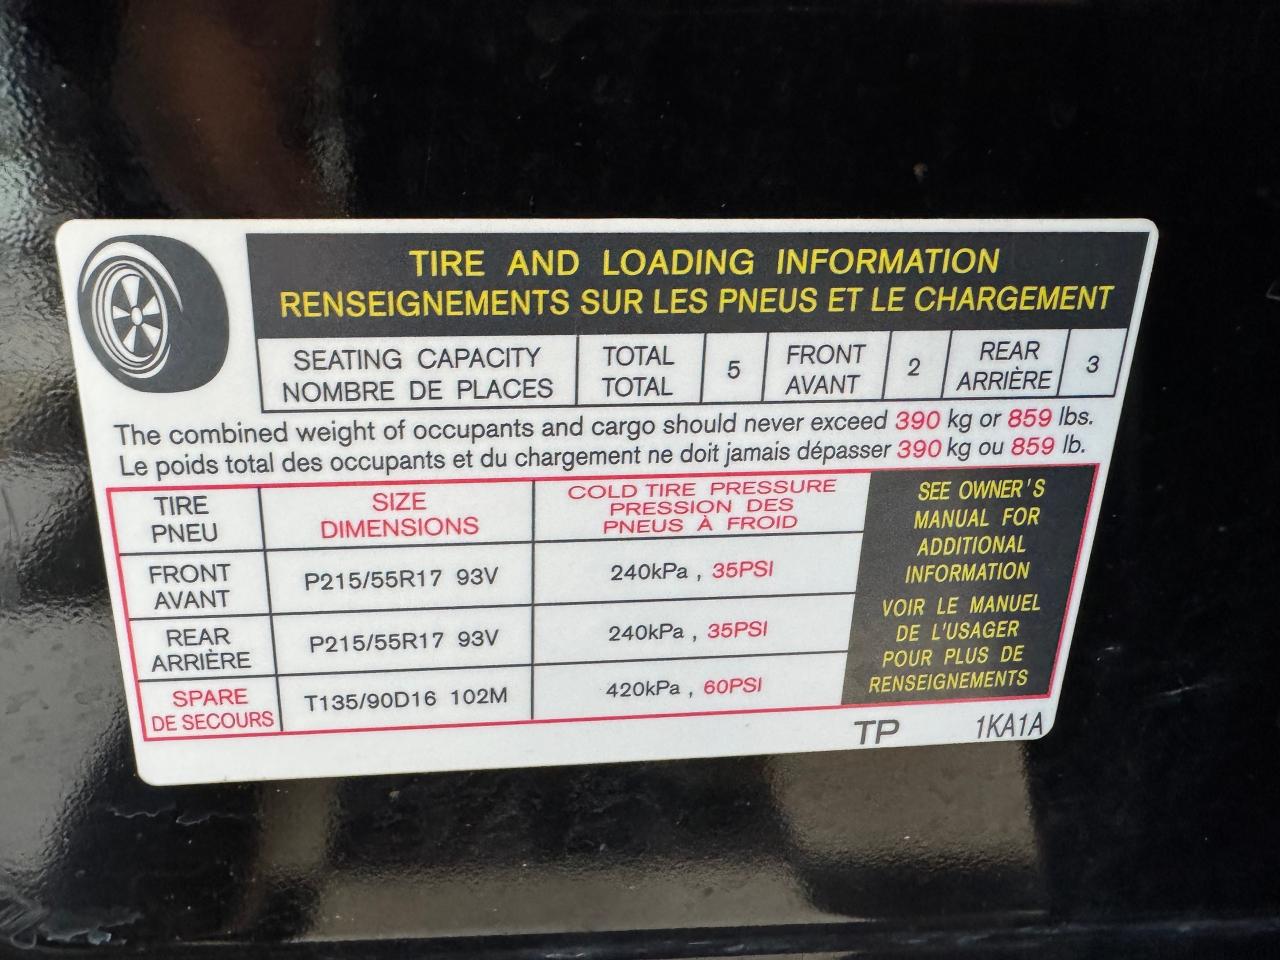 TIRE AND LOADING INFORMATION
RENSEIGNEMENTS SUR LES PNEUS ET LE CHARGEMENT
SEATING CAPACITY
NOMBRE DE PLACES
TOTAL
TOTAL
5
FRONT
AVANT
2
REAR
ARRIÈRE
3
The combined weight of occupants and cargo should never exceed 390 kg or 859 lbs.
Le poids total des occupants et du chargement ne doit jamais dépasser 390 kg ou 859 lb.
TIRE
PNEU
SIZE
DIMENSIONS
COLD TIRE PRESSURE
PRESSION DES
PNEUS À FROID
FRONT
AVANT
P215/55R17 93V
240kPa , 35PSI
REAR
ARRIÈRE
P215/55R17 93V
240kPa , 35PSI
SPARE
DE SECOURS
T135/90D16 102M
420kPa , 60PSI
SEE OWNER'S
MANUAL FOR
ADDITIONAL
INFORMATION
VOIR LE MANUEL
DE L'USAGER
POUR PLUS DE
RENSEIGNEMENTS
TP 1KA1A